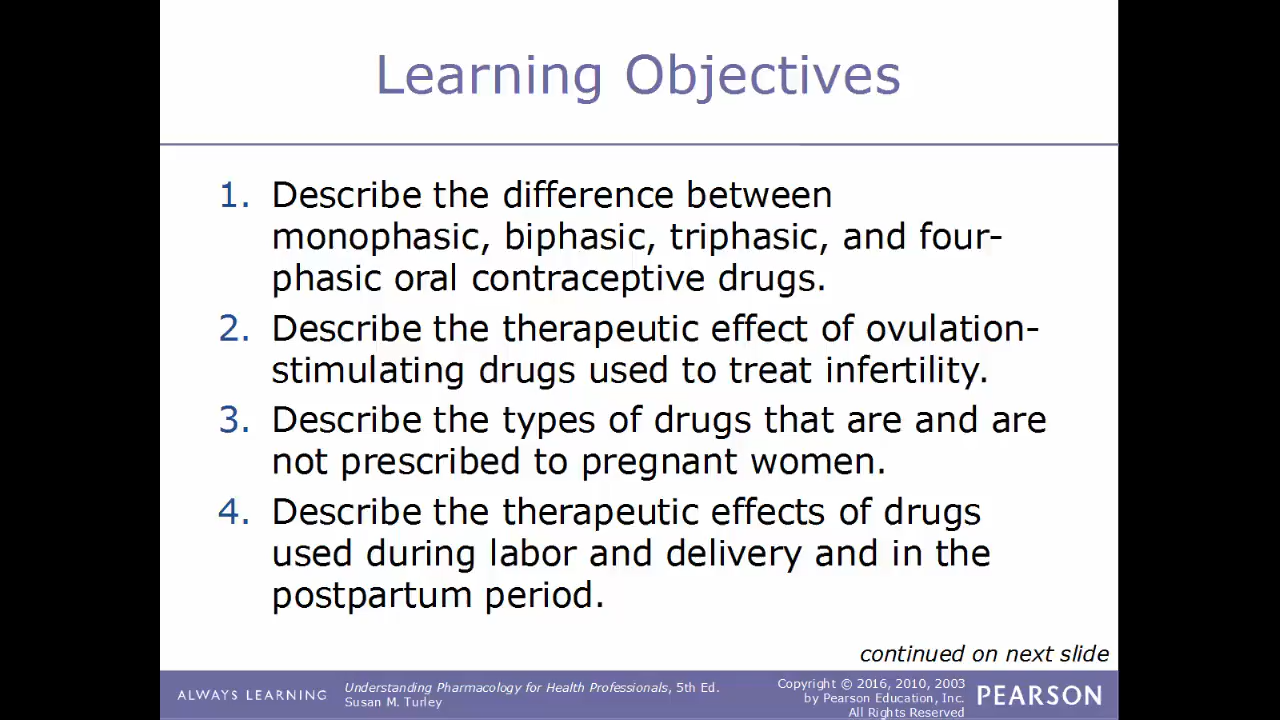 Learning Objectives
1. Describe the difference between
monophasic, biphasic, triphasic, and four-
phasic oral contraceptive drugs.
2. Describe the therapeutic effect of ovulation-
stimulating drugs used to treat infertility.
3. Describe the types of drugs that are and are
not prescribed to pregnant women.
4. Describe the therapeutic effects of drugs
used during labor and delivery and in the
postpartum period.
continued on next slide
ALWAYS LEARNING
Understanding Pharmacology for Health Professionals, 5th Ed.
Susan M. Turley
Copyright © 2016, 2010, 2003
by Pearson Education, Inc.
All Rights Reserved
PEARSON